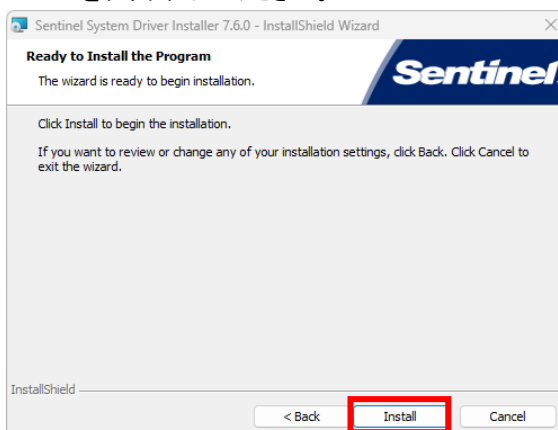 Sentinel System Driver Installer 7.6.0 - InstallShield Wizard
Ready to Install the Program
The wizard is ready to begin installation.
Sentinel
Click Install to begin the installation.
If you want to review or change any of your installation settings, click Back. Click Cancel to
exit the wizard.
InstallShield
< Back
Install
Cancel